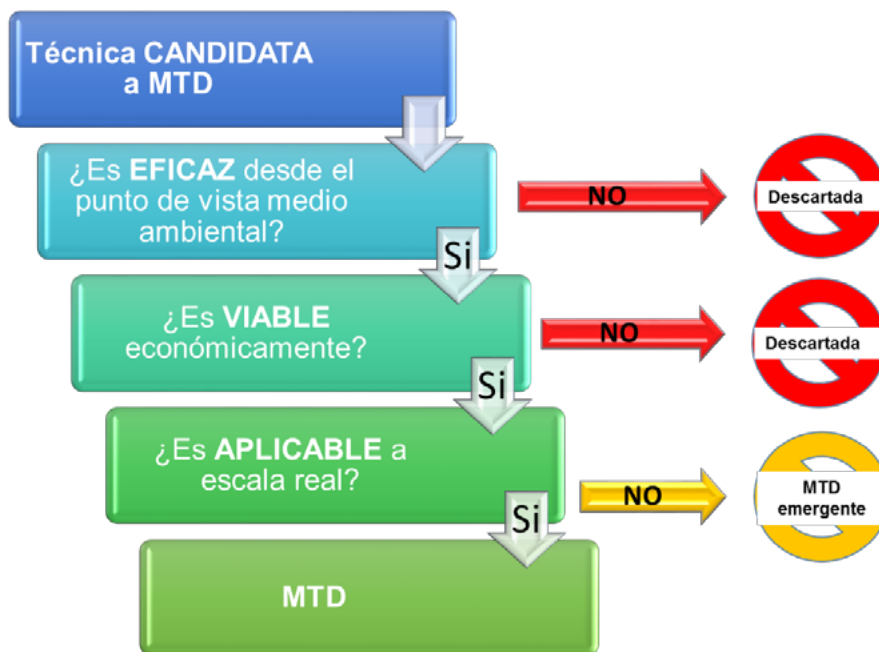 Técnica CANDIDATA
a MTD
¿Es EFICAZ desde el
punto de vista medio
ambiental?
NO
Descartada
Si
¿Es VIABLE
económicamente?
NO
Descartada
Si
¿Es APLICABLE a
escala real?
NO
MTD
emergente
Si
MTD